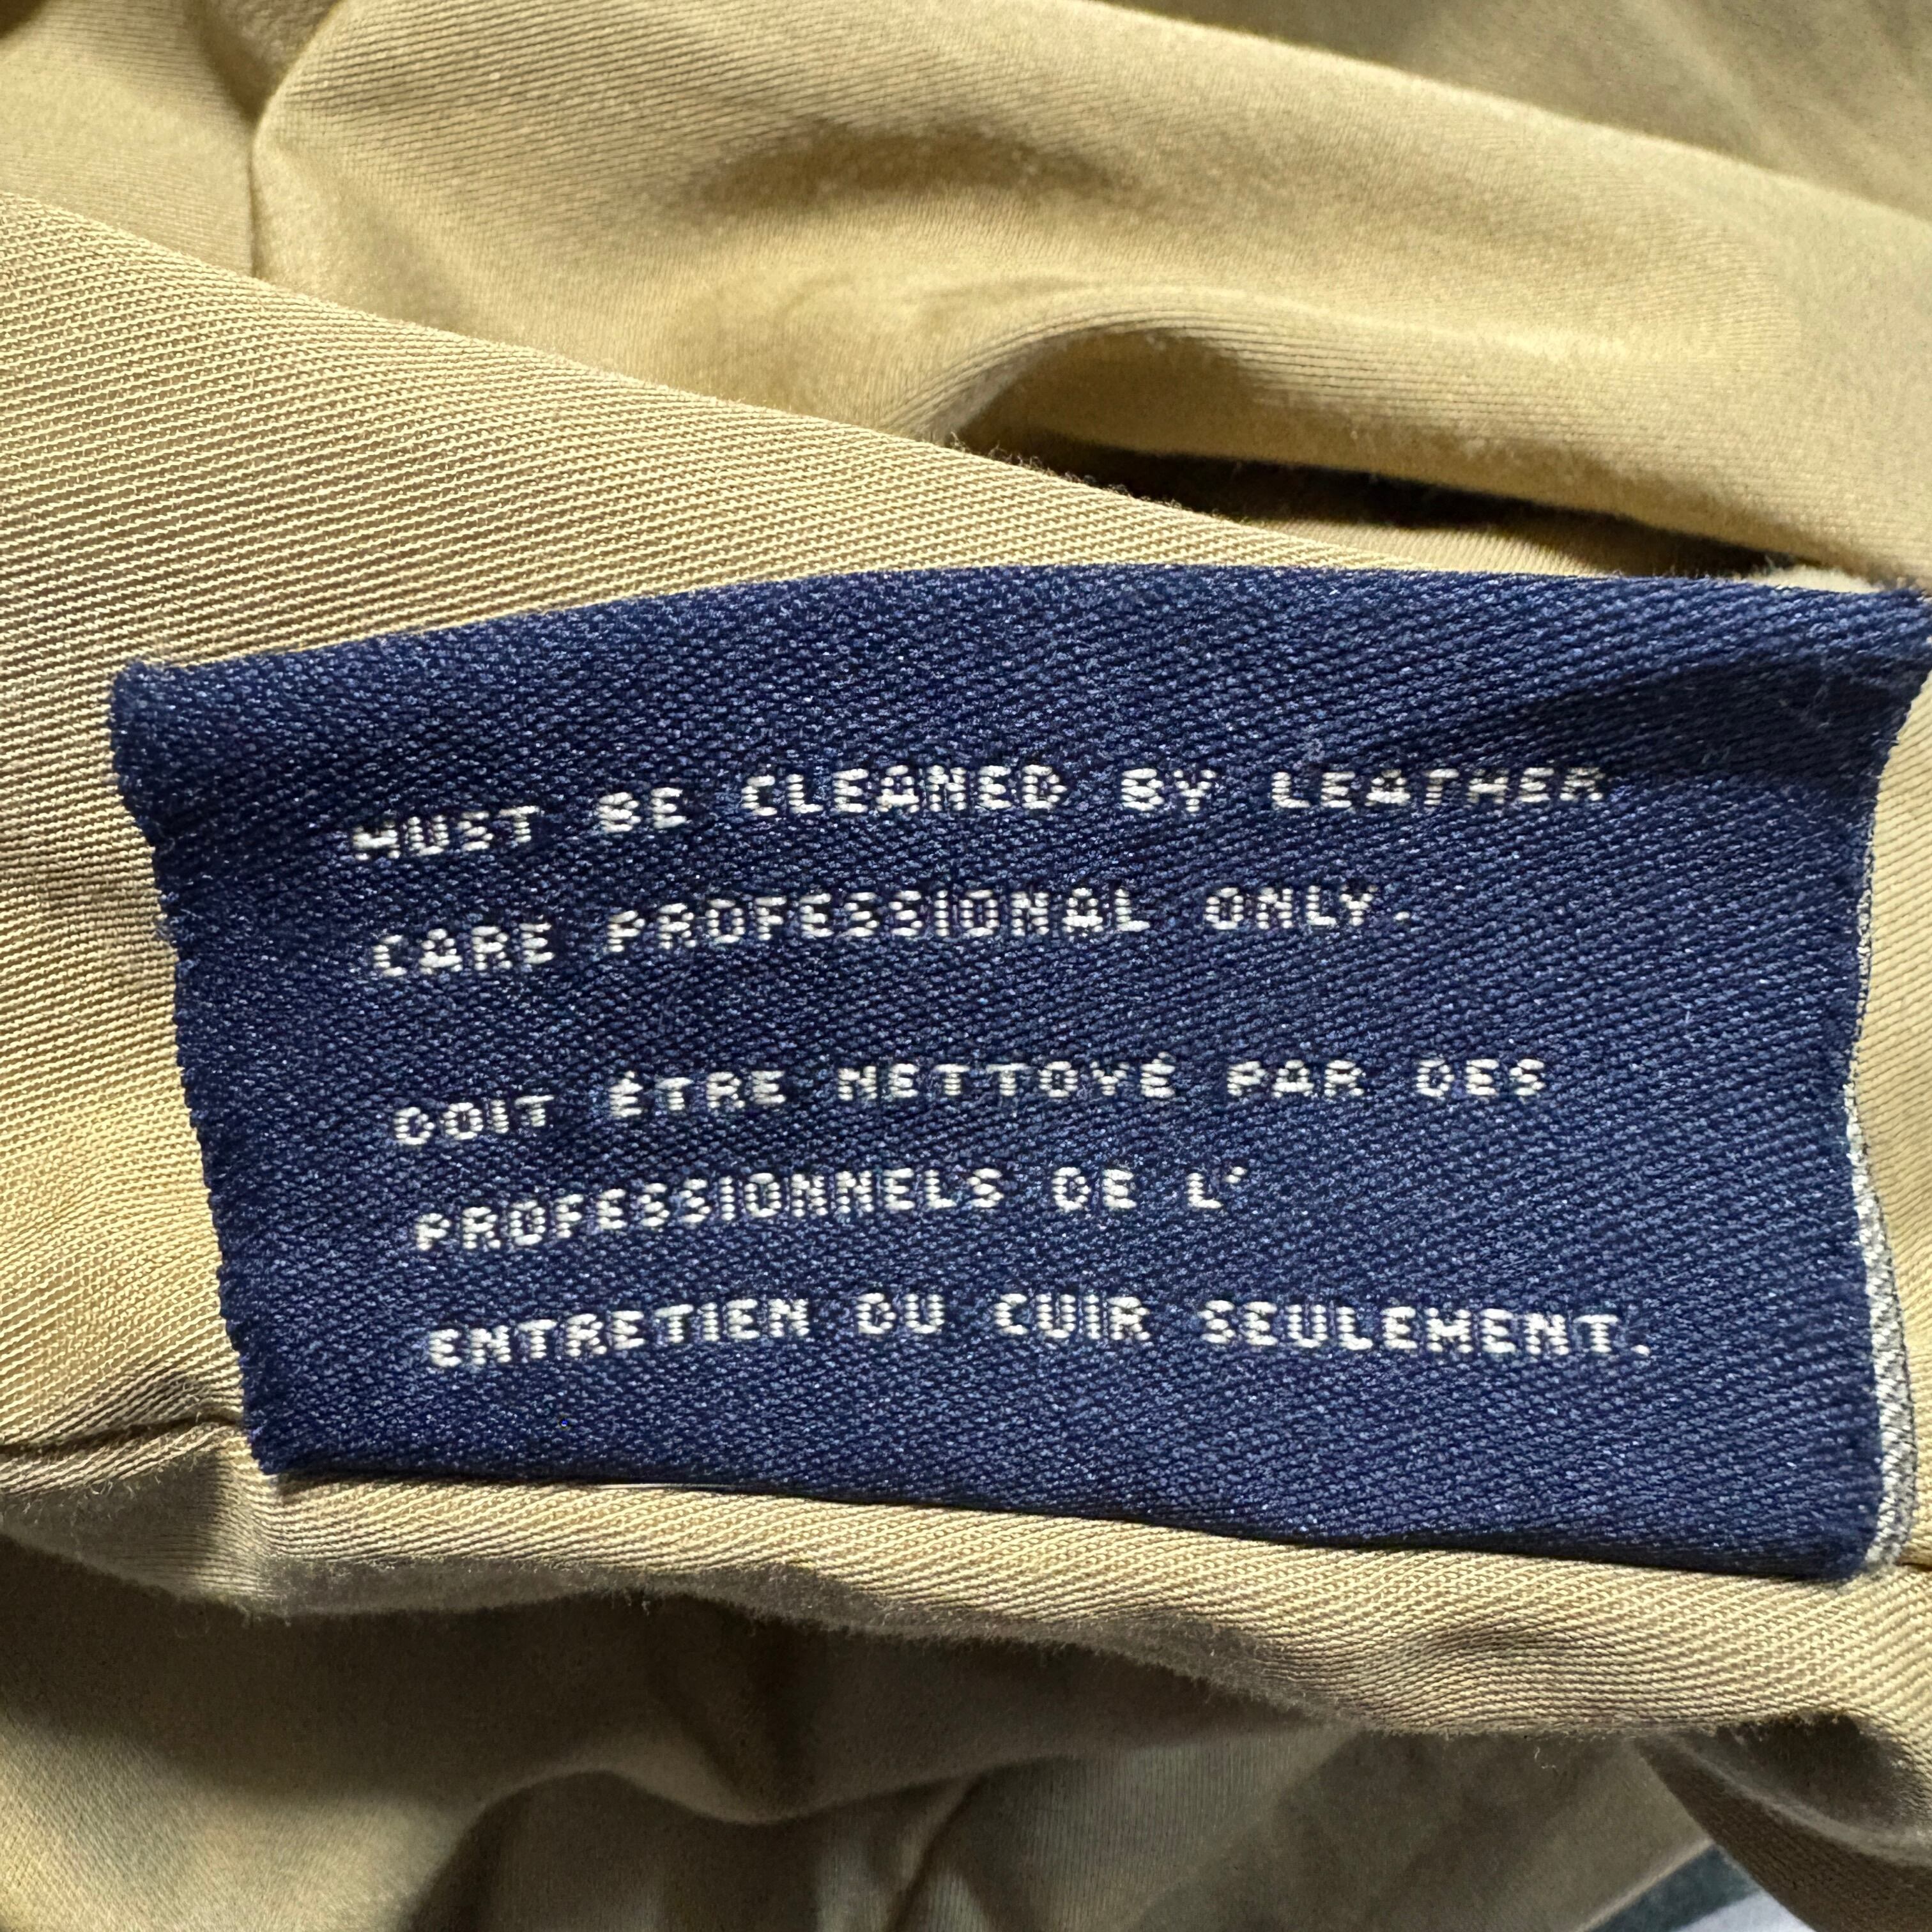 MUST BE CLEANED BY LEATHER
CARE PROFESSIONAL ONLY.
DOIT ÊTRE NETTOYÉ PAR DES
PROFESSIONNELS DE L'
ENTRETIEN DU CUIR SEULEMENT.